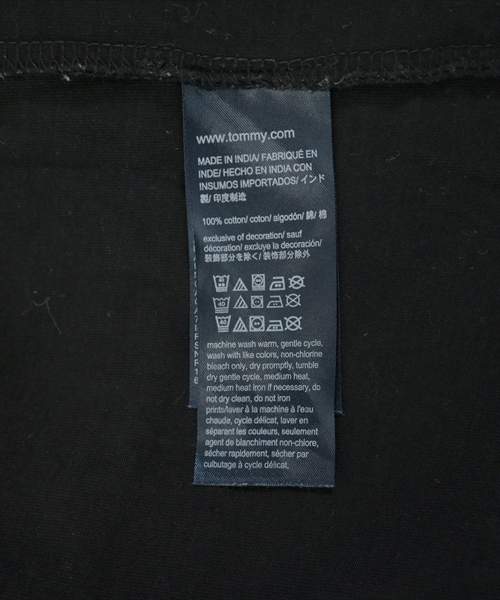 www.tommy.com
MADE IN INDIA/ FABRIQUÉ EN
INDE/ HECHO EN INDIA CON
INSUMOS IMPORTADOS/ インド
製/ 印度制造
100% cotton/ coton/ algodón/ 綿/ 棉
exclusive of decoration/ sauf
décoration/ excluye la decoración/
装飾部分を除く/ 装饰部分除外
machine wash warm, gentle cycle,
wash with like colors, non-chlorine
bleach only, dry promptly, tumble
dry gentle cycle, medium heat,
medium heat iron if necessary, do
not dry clean, do not iron
prints/laver à la machine à l'eau
chaude, cycle délicat, laver en
séparant les couleurs, seulement
agent de blanchiment non-chlore,
sécher rapidement, sécher par
culbutage à cycle délicat,